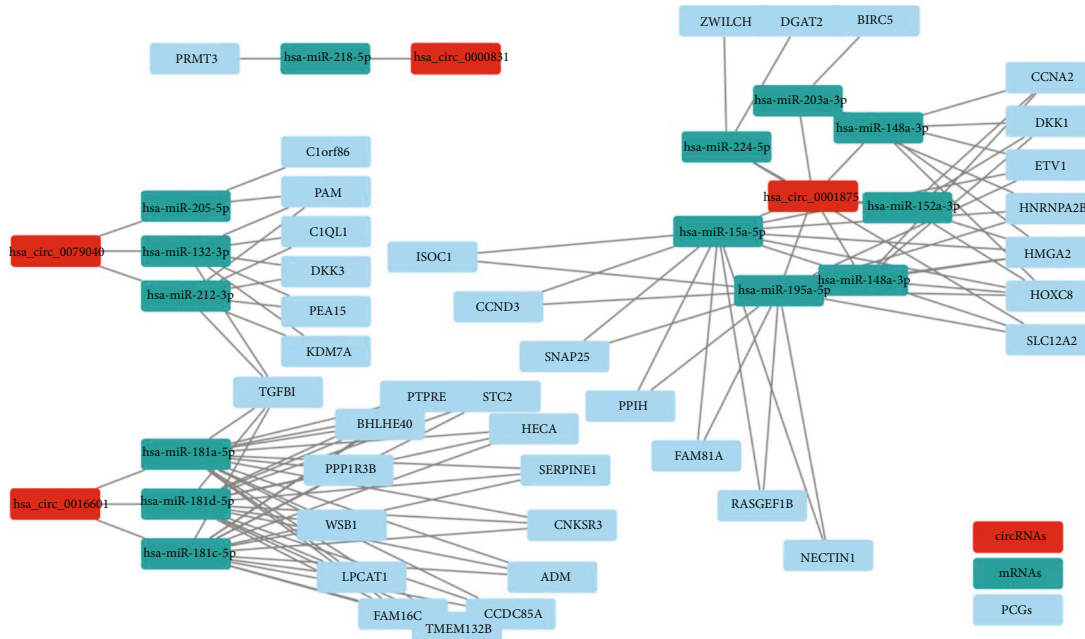 ZWILCH
DGAT2
BIRC5
PRMT3
hsa-miR-218-5p
hsa_circ_0000831
CCNA2
hsa-miR-203a-3p
DKK1
hsa-miR-148a-3p
C1orf86
hsa-miR-224-5p
ETV1
PAM
hsa_circ_0001875
hsa-miR-205-5p
hsa-miR-152a-3p
HNRNPA2B
C1QL1
hsa-miR-15a-5p
hsa_circ_0079040
hsa-miR-132-3p
ISOC1
HMGA2
DKK3
hsa-miR-148a-3p
hsa-miR-195a-5p
HOXC8
hsa-miR-212-3p
CCND3
PEA15
SLC12A2
KDM7A
SNAP25
TGFBI
PTPRE
STC2
PPIH
BHLHE40
HECA
hsa-miR-181a-5p
FAM81A
PPP1R3B
SERPINE1
hsa_circ_0016601
hsa-miR-181d-5p
RASGEF1B
WSB1
CNKSR3
circRNAs
hsa-miR-181c-5p
NECTIN1
LPCAT1
ADM
mRNAs
FAM16C
CCDC85A
PCGs
TMEM132B